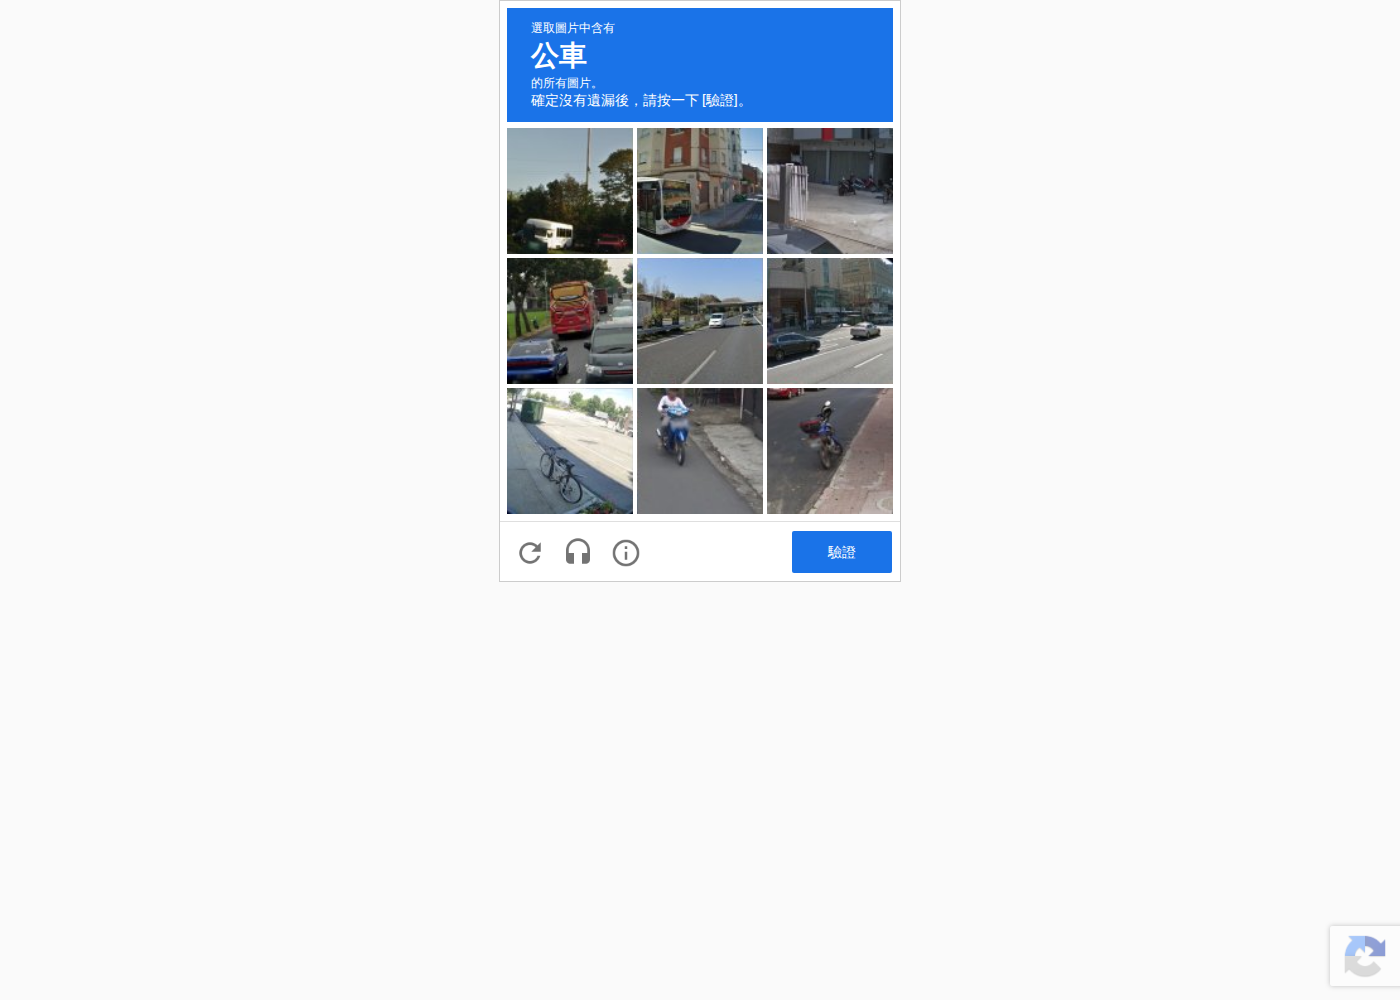 選取圖片中含有
公車
的所有圖片。
確定沒有遺漏後，請按一下 [驗證]。
驗證